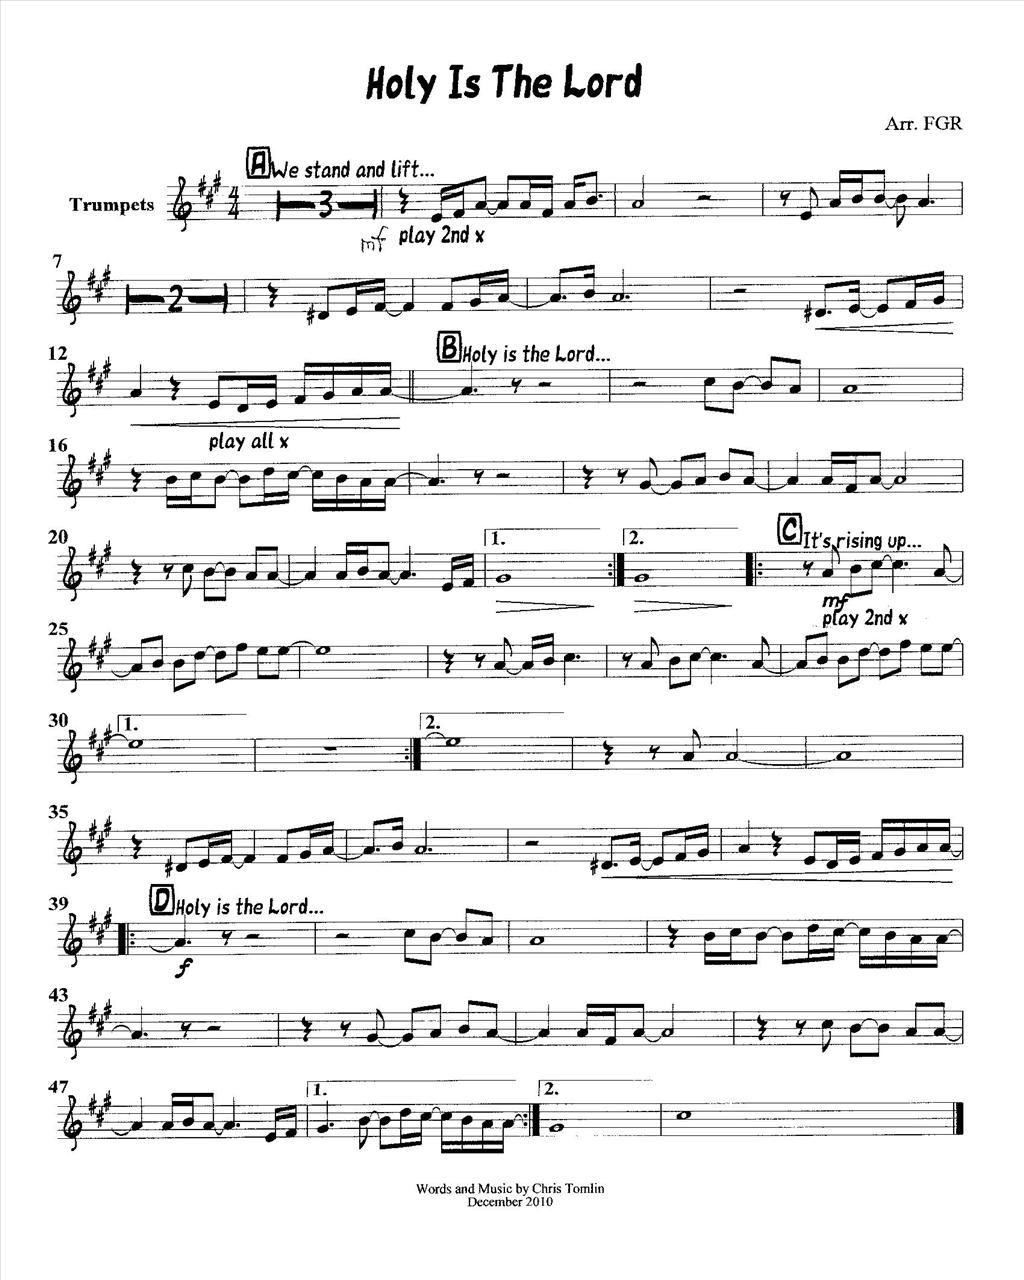 Holy Is The Lord
Arr. FGR
A We stand and lift...
Trumpets
4
4
3
mf play 2nd x
7
2
12
B Holy is the Lord...
play all x
16
20
1.
2.
C It's rising up...
mf
play 2nd x
25
30
1.
2.
35
39
D Holy is the Lord...
f
43
47
1.
2.
Words and Music by Chris Tomlin
December 2010